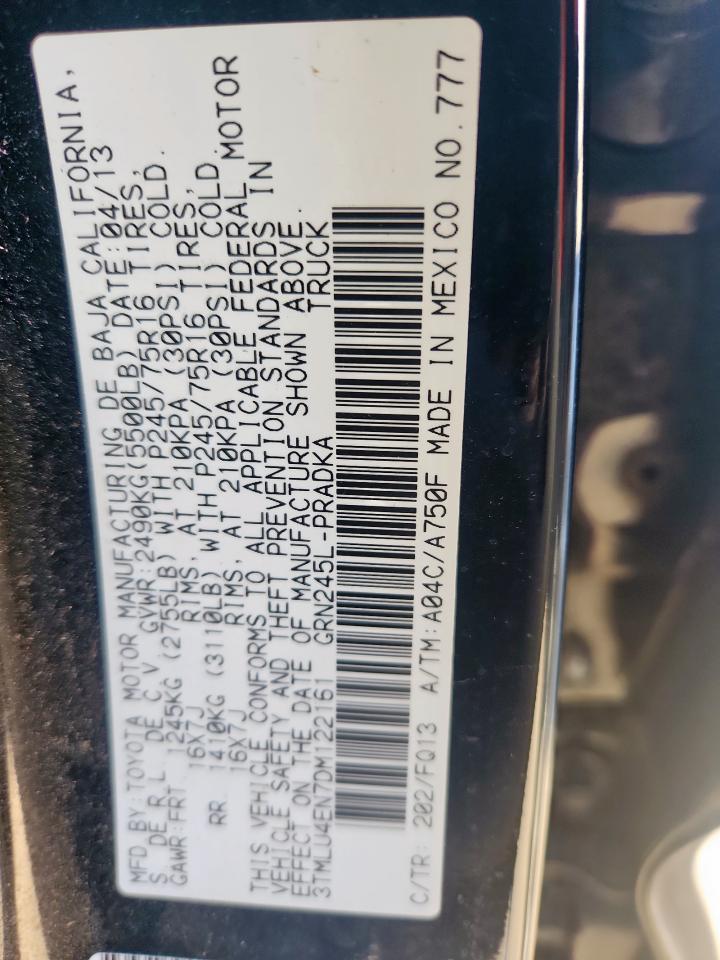 MFD BY: TOYOTA MOTOR MANUFACTURING DE BAJA CALIFORNIA,
S DE R L DE C V GVWR:2490KG(5500LB) DATE:04/13
GAWR:FRT 1245KG (2755LB) WITH P245/75R16 TIRES,
16X7J RIMS, AT 210KPA (30PSI) COLD.
RR 1410KG (3110LB) WITH P245/75R16 TIRES,
16X7J RIMS, AT 210KPA (30PSI) COLD
THIS VEHICLE CONFORMS TO ALL APPLICABLE FEDERAL MOTOR
VEHICLE SAFETY AND THEFT PREVENTION STANDARDS IN
EFFECT ON THE DATE OF MANUFACTURE SHOWN ABOVE.
3TMLU4EN7DM122161 GRN245L-PRADKA TRUCK
C/TR: 202/FQ13 A/TM: A04C/A750F MADE IN MEXICO NO.777